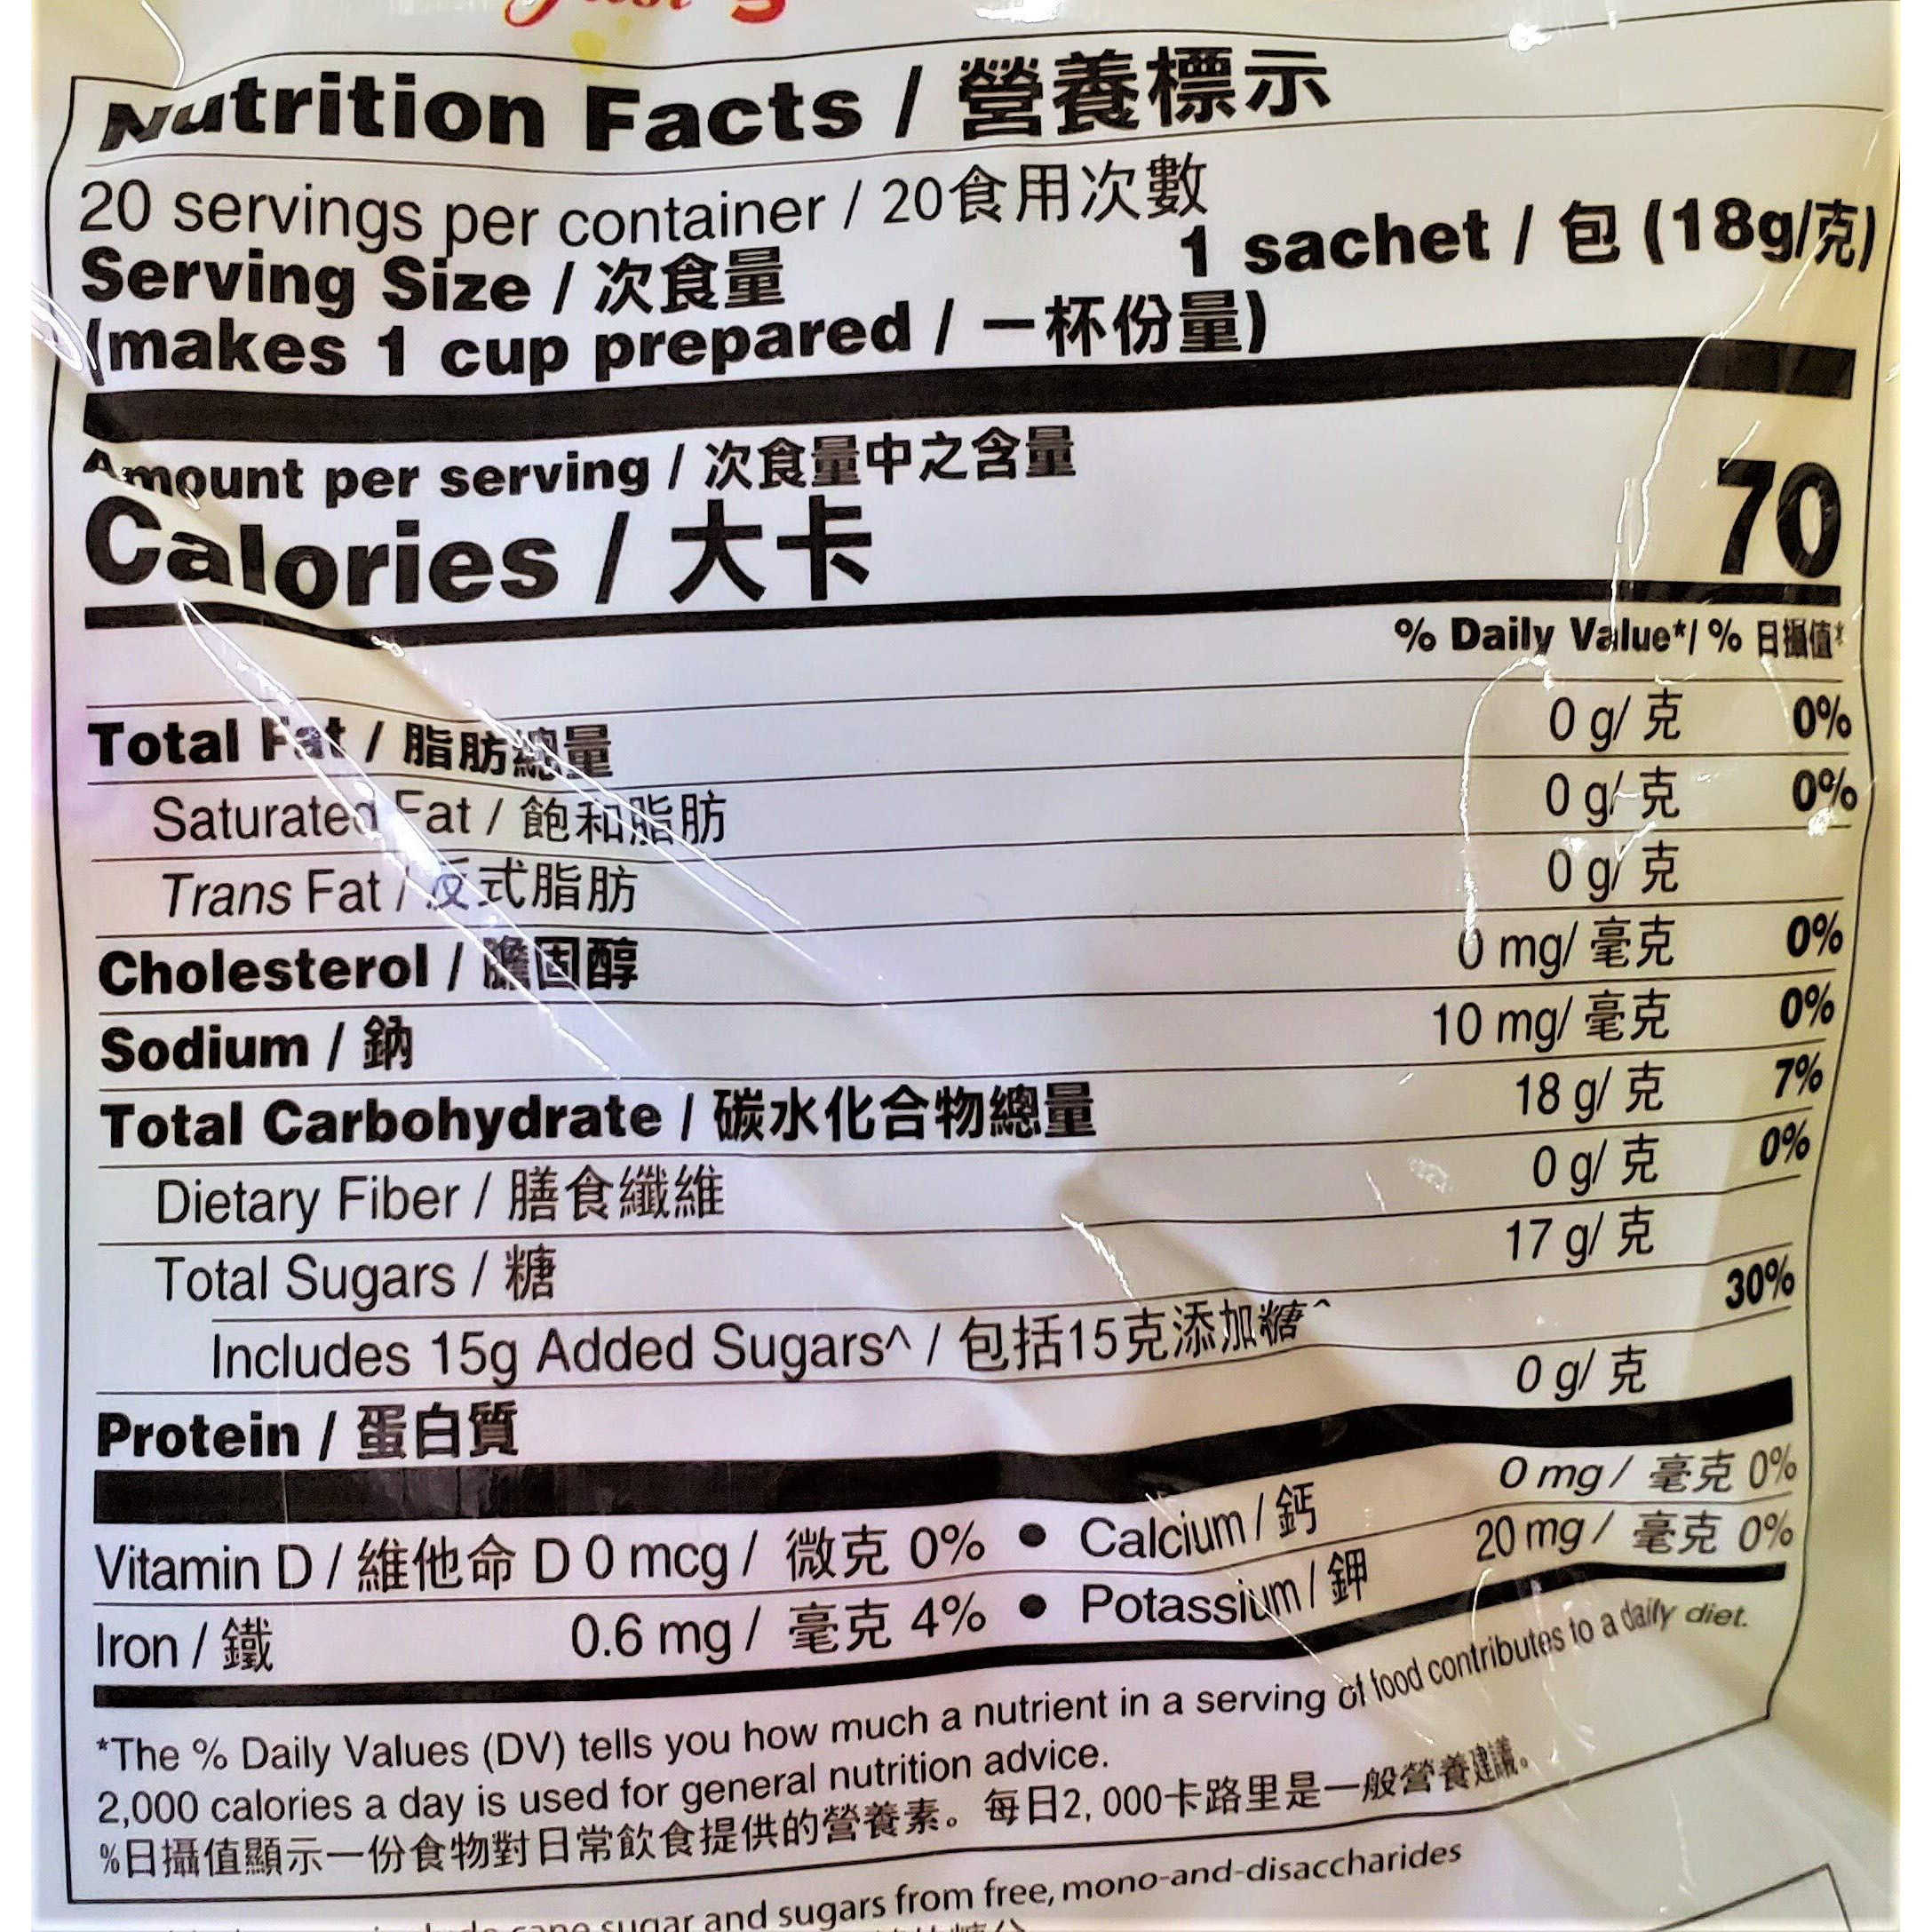 Nutrition Facts / 營養標示
20 servings per container / 20食用次數
Serving Size / 次食量 1 sachet / 包 (18g/克)
(makes 1 cup prepared / 一杯份量)
Amount per serving / 次食量中之含量
Calories / 大卡 70
% Daily Value*/ % 日攝值*
Total Fat / 脂肪總量 0 g/ 克 0%
Saturated Fat / 飽和脂肪 0 g/ 克 0%
Trans Fat / 反式脂肪 0 g/ 克
Cholesterol / 膽固醇 0 mg/ 毫克 0%
Sodium / 鈉 10 mg/ 毫克 0%
Total Carbohydrate / 碳水化合物總量 18 g/ 克 7%
Dietary Fiber / 膳食纖維 0 g/ 克 0%
Total Sugars / 糖 17 g/ 克
Includes 15g Added Sugars^ / 包括15克添加糖^ 30%
Protein / 蛋白質 0 g/ 克
Vitamin D / 維他命 D 0 mcg / 微克 0% • Calcium / 鈣 0 mg / 毫克 0%
Iron / 鐵 0.6 mg / 毫克 4% • Potassium / 鉀 20 mg / 毫克 0%
*The % Daily Values (DV) tells you how much a nutrient in a serving of food contributes to a daily diet.
2,000 calories a day is used for general nutrition advice.
%日攝值顯示一份食物對日常飲食提供的營養素。每日2,000卡路里是一般營養建議。
cane sugar and sugars from free, mono-and-disaccharides